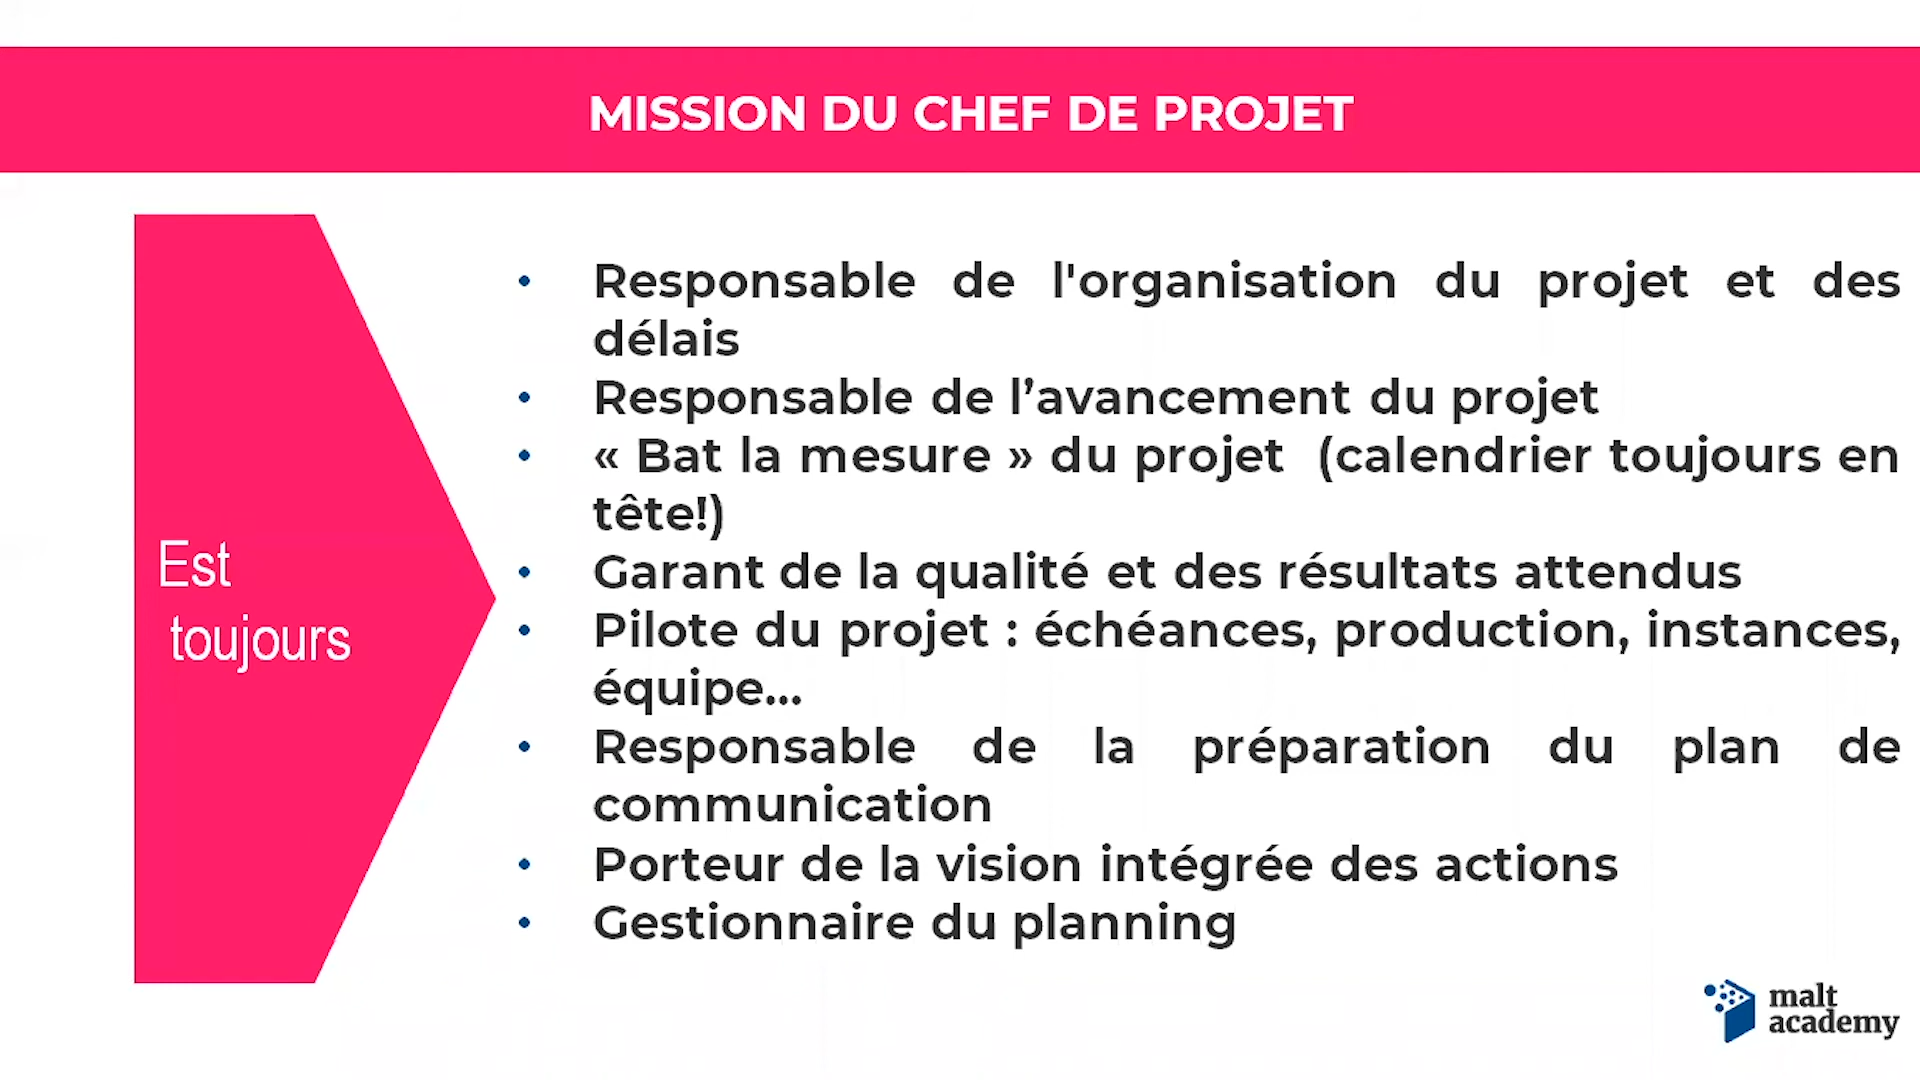 MISSION DU CHEF DE PROJET
Est
toujours
• Responsable de l'organisation du projet et des
délais
• Responsable de l’avancement du projet
• « Bat la mesure » du projet (calendrier toujours en
tête!)
• Garant de la qualité et des résultats attendus
• Pilote du projet : échéances, production, instances,
équipe...
• Responsable de la préparation du plan de
communication
• Porteur de la vision intégrée des actions
• Gestionnaire du planning
malt
academy